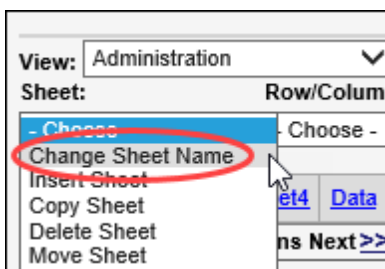 View: Administration
Sheet: Row/Colum
- Choose - Choose -
Change Sheet Name
Insert Sheet
Copy Sheet et4 Data
Delete Sheet
Move Sheet ns Next >>